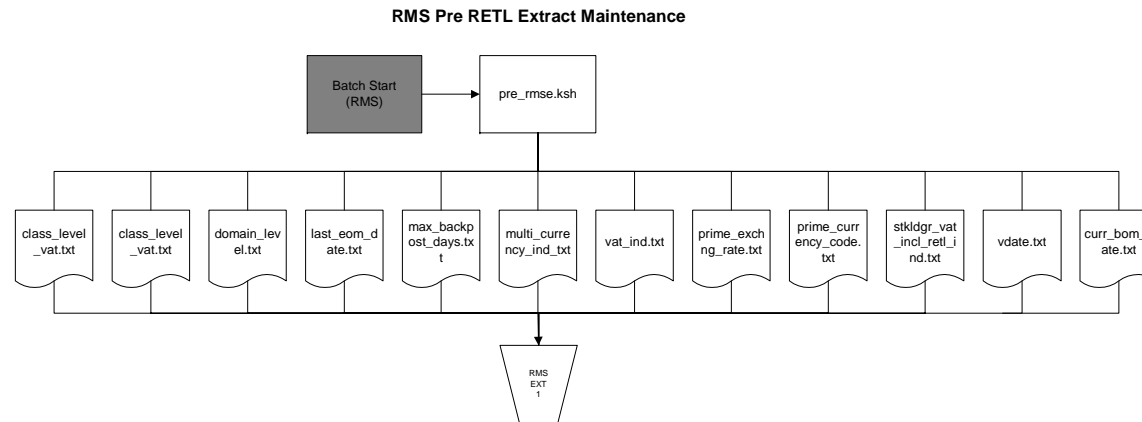 RMS Pre RETL Extract Maintenance
Batch Start
(RMS)
pre_rmse.ksh
class_level
_vat.txt
class_level
_vat.txt
domain_lev
el.txt
last_eom_d
ate.txt
max_backp
ost_days.tx
t
multi_curre
ncy_ind_txt
vat_ind.txt
prime_exch
ng_rate.txt
prime_curr
ency_code.
txt
stkldgr_vat
_incl_retl_i
nd.txt
vdate.txt
curr_bom_
ate.txt
RMS
EXT
1